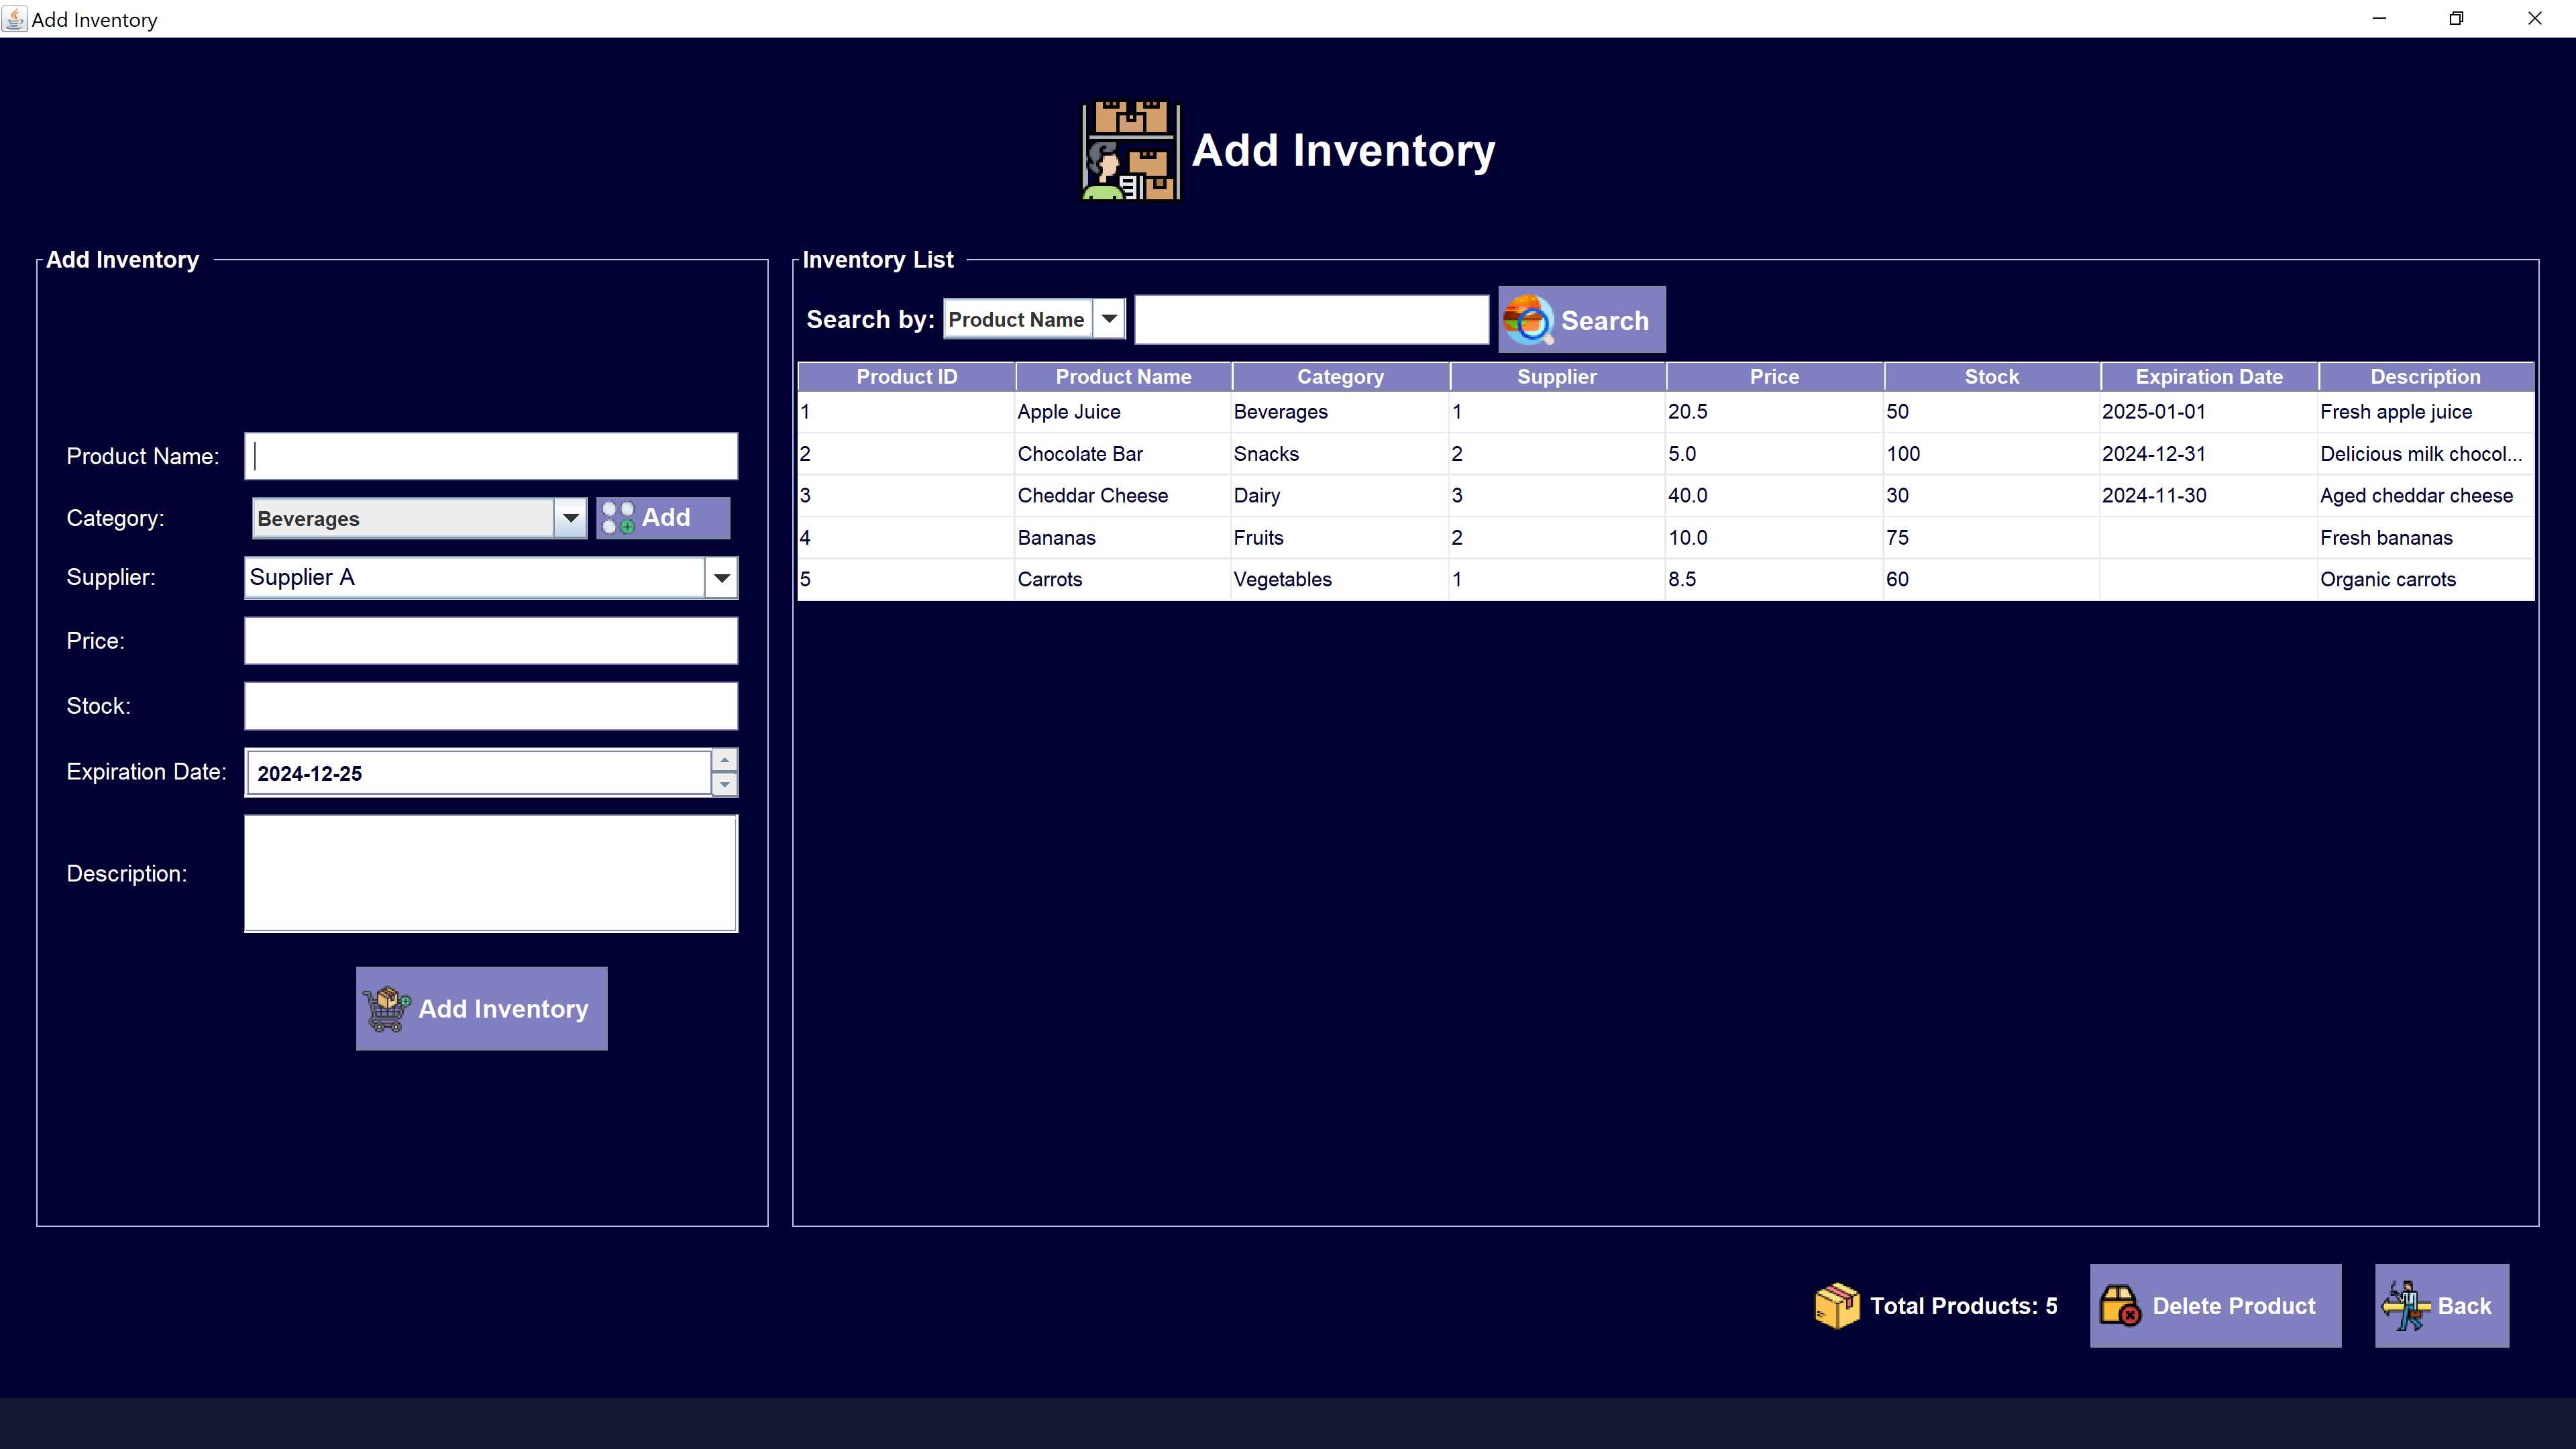 Add Inventory
Add Inventory
Add Inventory
Product Name:
Category: Beverages Add
Supplier: Supplier A
Price:
Stock:
Expiration Date: 2024-12-25
Description:
Add Inventory
Inventory List
Search by: Product Name Search
Product ID Product Name Category Supplier Price Stock Expiration Date Description
1 Apple Juice Beverages 1 20.5 50 2025-01-01 Fresh apple juice
2 Chocolate Bar Snacks 2 5.0 100 2024-12-31 Delicious milk chocol...
3 Cheddar Cheese Dairy 3 40.0 30 2024-11-30 Aged cheddar cheese
4 Bananas Fruits 2 10.0 75 Fresh bananas
5 Carrots Vegetables 1 8.5 60 Organic carrots
Total Products: 5 Delete Product Back